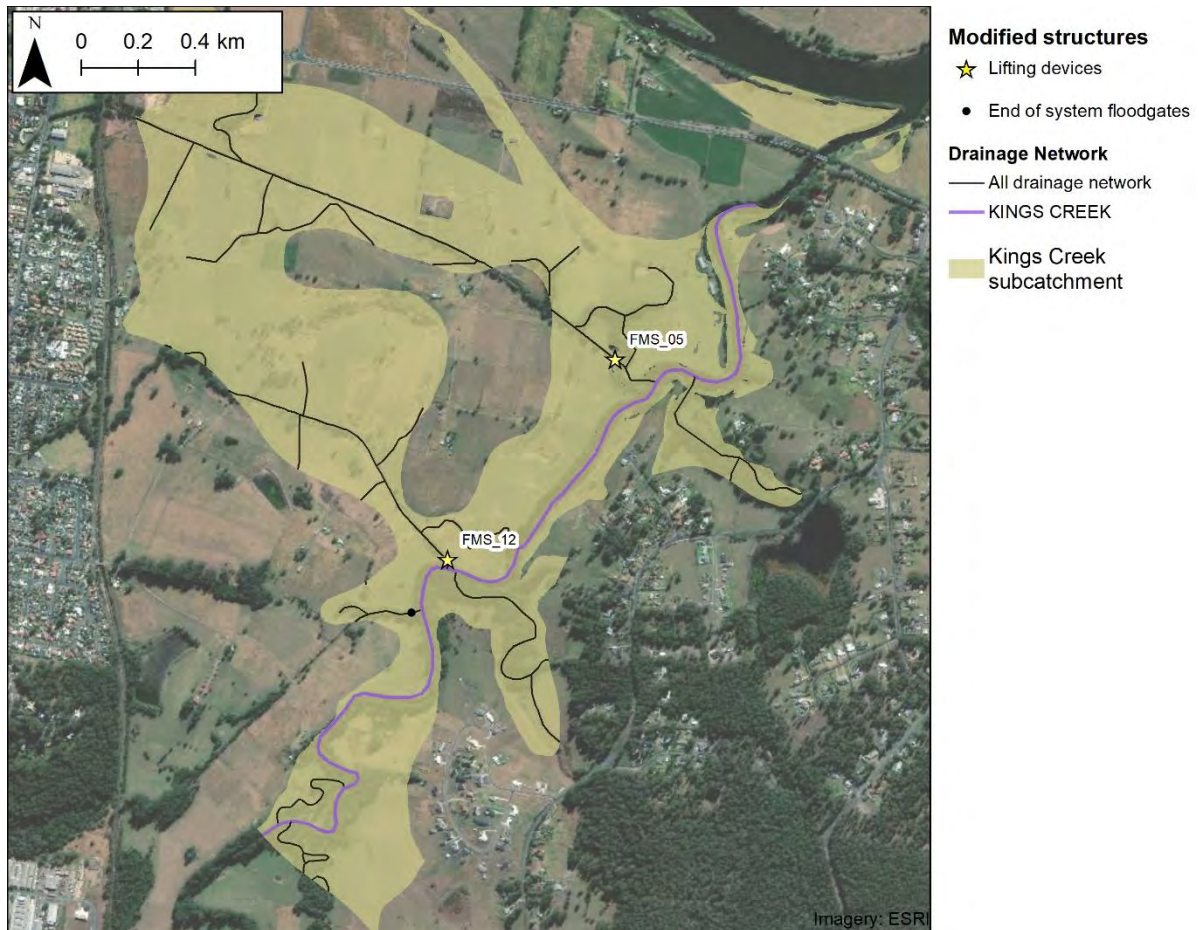 N
0 0.2 0.4 km
Modified structures
Lifting devices
End of system floodgates
Drainage Network
All drainage network
KINGS CREEK
Kings Creek
subcatchment
FMS_05
FMS_12
Imagery: ESRI